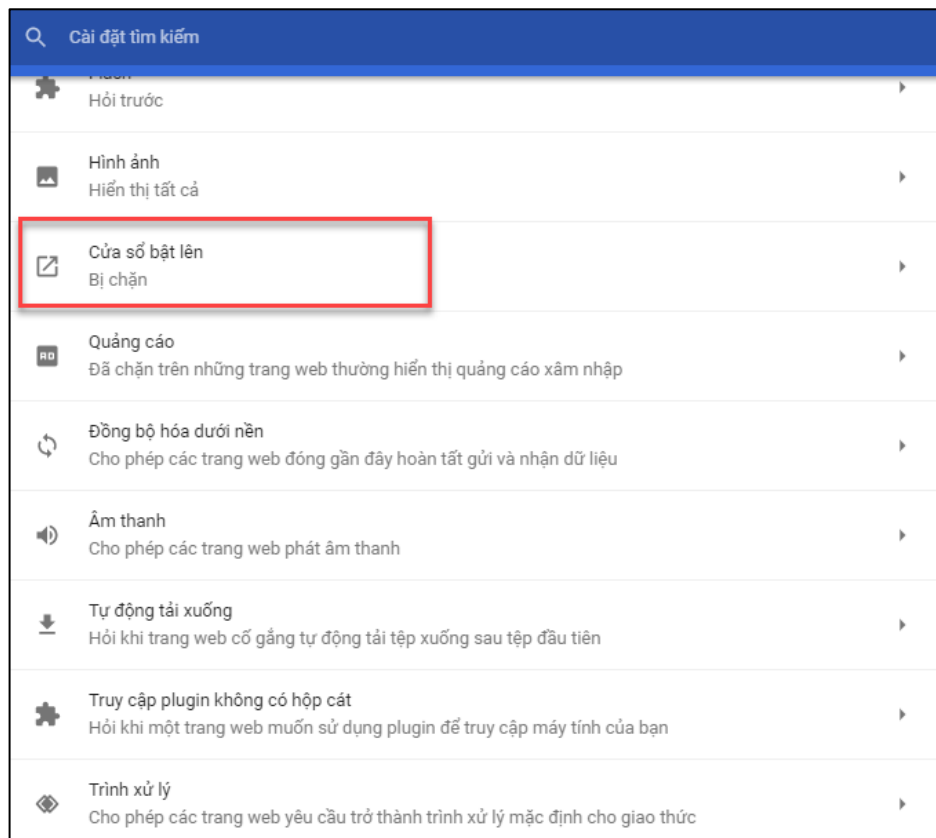 Cài đặt tìm kiếm
Hỏi trước
Hình ảnh
Hiển thị tất cả
Cửa sổ bật lên
Bị chặn
AD
Quảng cáo
Đã chặn trên những trang web thường hiển thị quảng cáo xâm nhập
Đồng bộ hóa dưới nền
Cho phép các trang web đóng gần đây hoàn tất gửi và nhận dữ liệu
Âm thanh
Cho phép các trang web phát âm thanh
Tự động tải xuống
Hỏi khi trang web cố gắng tự động tải tệp xuống sau tệp đầu tiên
Truy cập plugin không có hộp cát
Hỏi khi một trang web muốn sử dụng plugin để truy cập máy tính của bạn
Trình xử lý
Cho phép các trang web yêu cầu trở thành trình xử lý mặc định cho giao thức